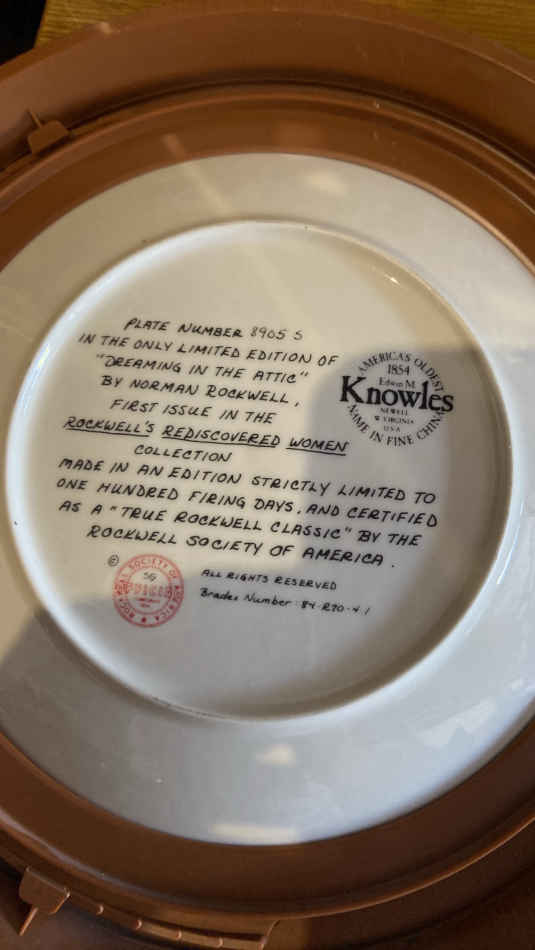 PLATE NUMBER 8905 S
IN THE ONLY LIMITED EDITION OF
"DREAMING IN THE ATTIC"
BY NORMAN ROCKWELL,
FIRST ISSUE IN THE
ROCKWELL'S REDISCOVERED WOMEN
COLLECTION
MADE IN AN EDITION STRICTLY LIMITED TO
ONE HUNDRED FIRING DAYS, AND CERTIFIED
AS A "TRUE ROCKWELL CLASSIC" BY THE
ROCKWELL SOCIETY OF AMERICA.
AMERICA'S OLDEST
1854
Edwin M.
Knowles
NEWELL
W. VIRGINIA
U.S.A.
NAME IN FINE CHINA
©
SOCIETY OF
ALL RIGHTS RESERVED
Bradex Number: 84-R70-4.1